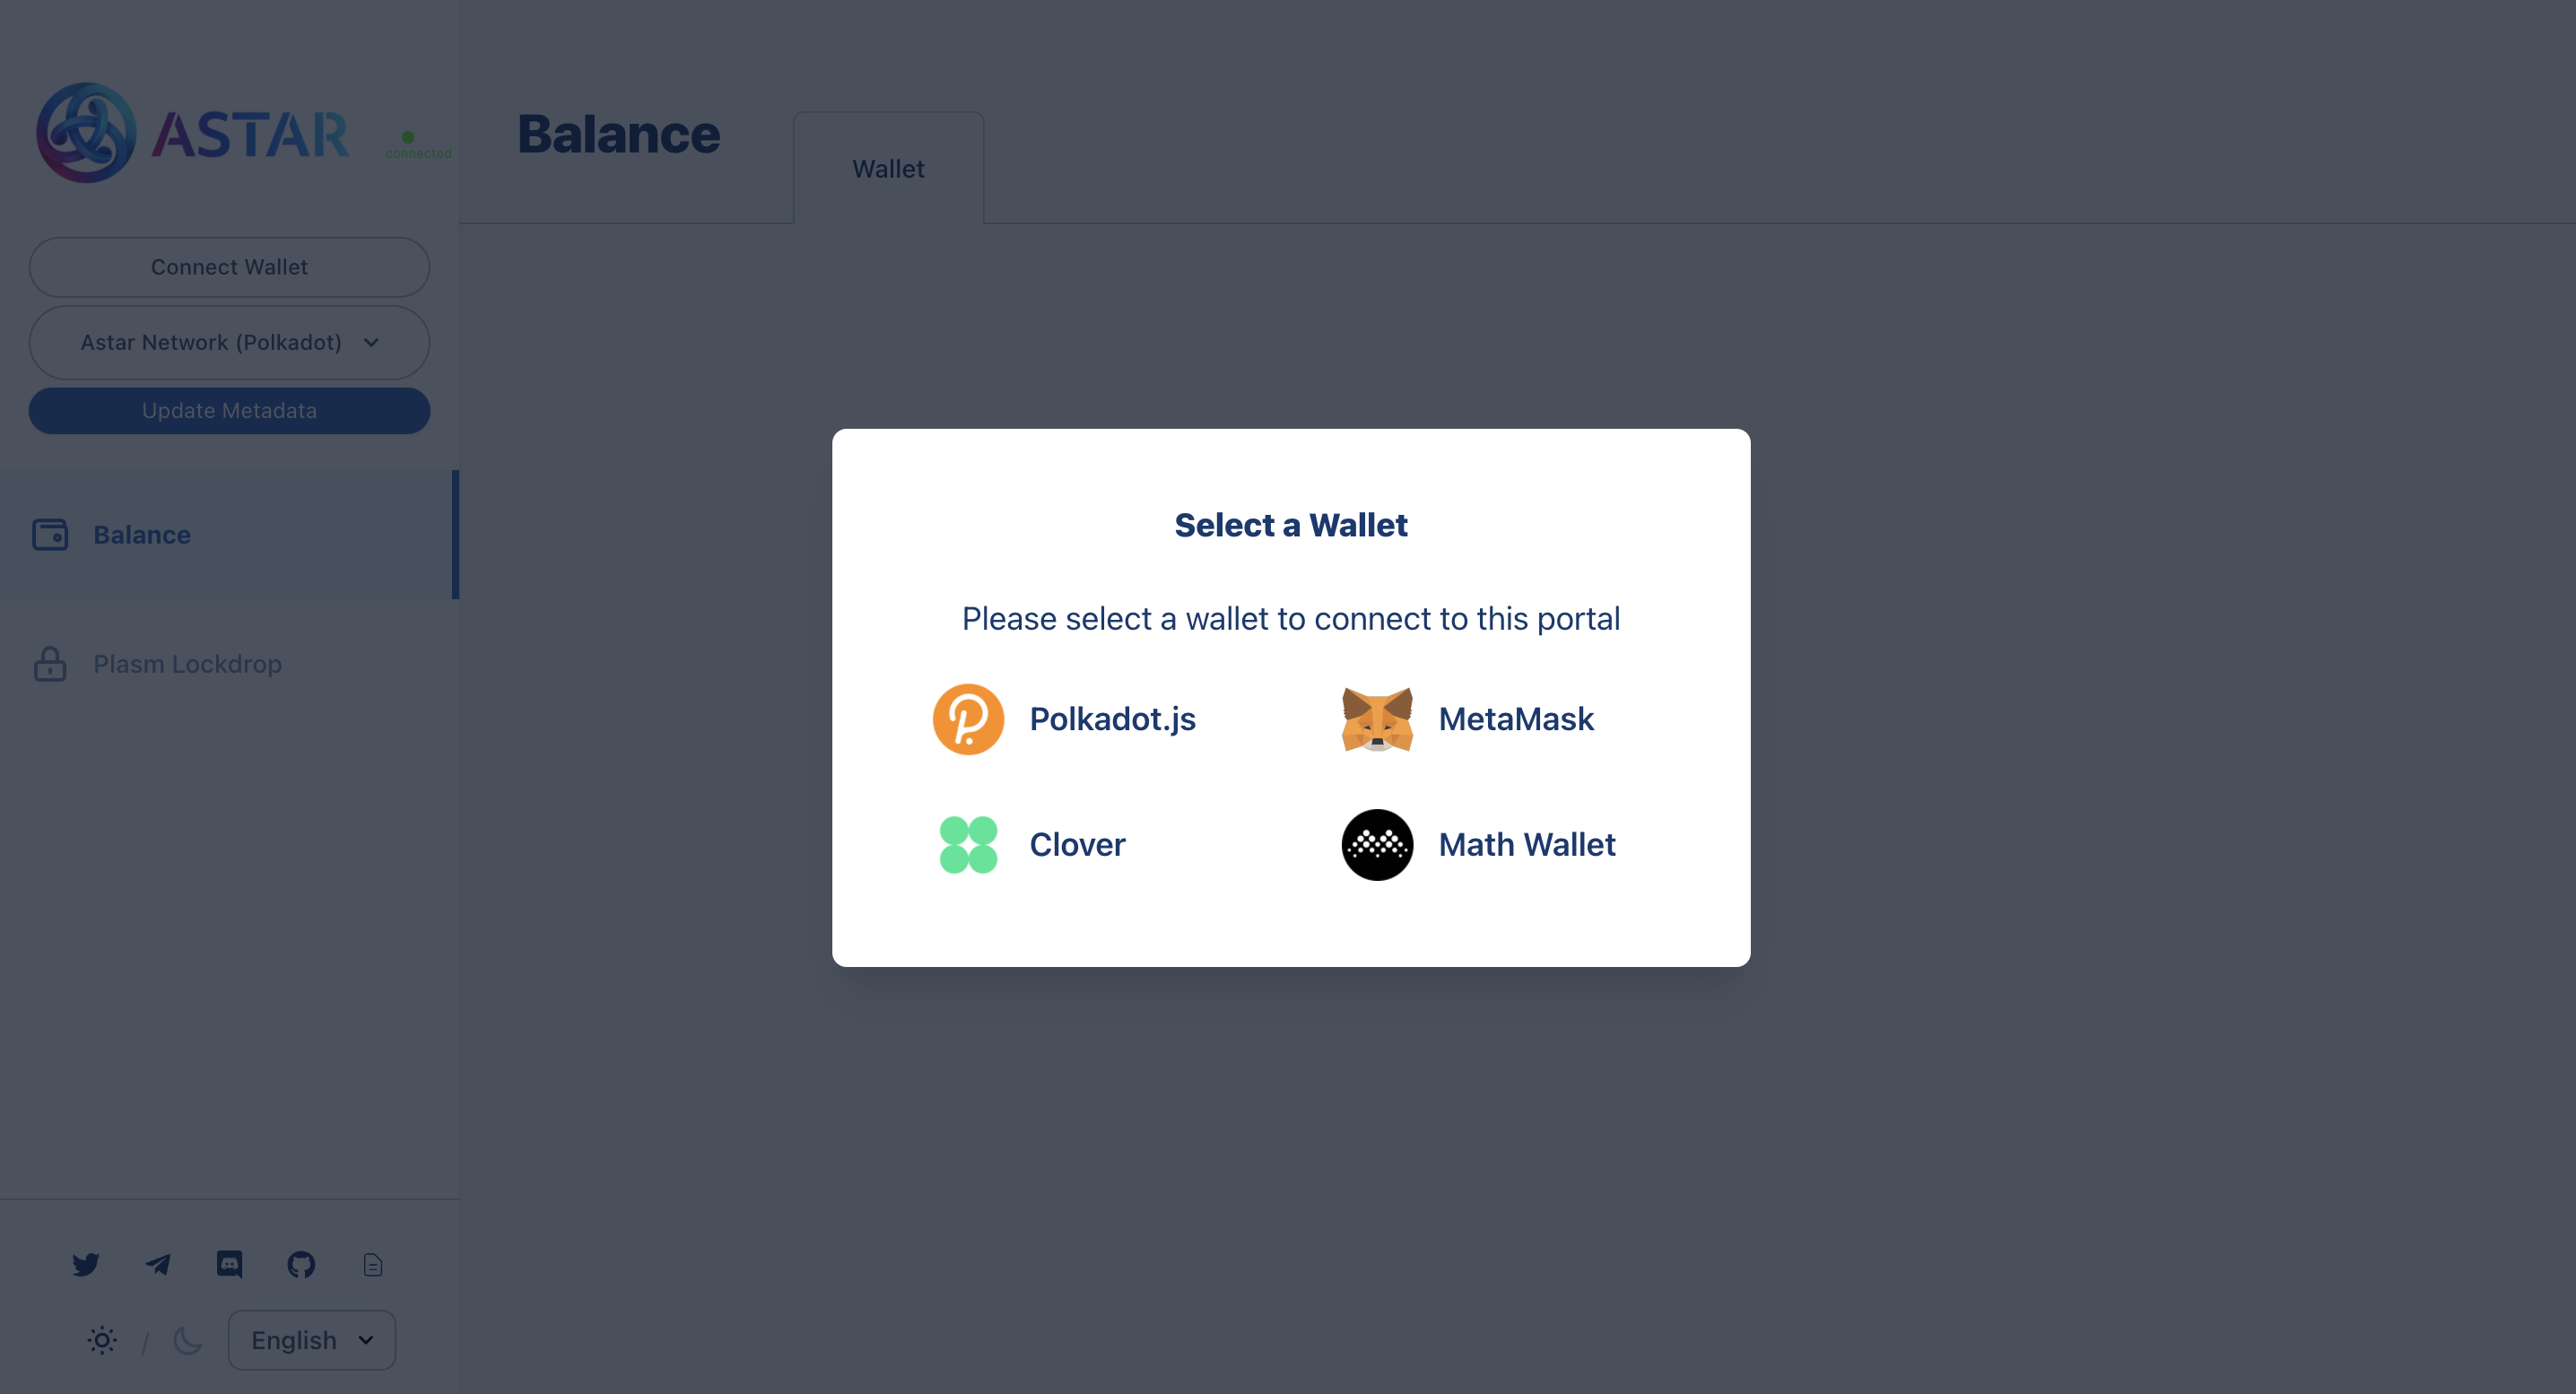 ASTAR
connected
Connect Wallet
Astar Network (Polkadot)
Update Metadata
Balance
Plasm Lockdrop
English
Balance
Wallet
Select a Wallet
Please select a wallet to connect to this portal
Polkadot.js
MetaMask
Clover
Math Wallet